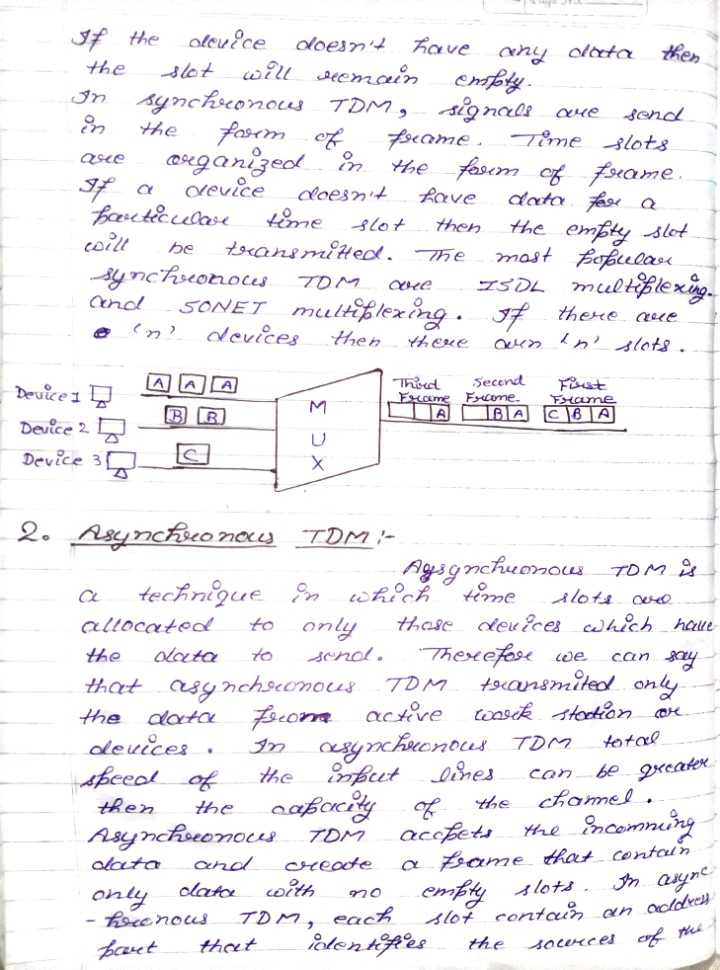 If the device doesn't have any data then
the slot will remain empty.
In synchronous TDM, signals are send
in the form of frame. Time slots
are organized in the form of frame.
If a device doesn't have data for a
particular time slot then the empty slot
will be transmitted. The most popular
synchronous TDM are ISDL multiplexing.
and SONET multiplexing. If there are
'n' devices then there arn 'n' slots.
Device 1 A A A
Device 2 B B
Device 3 C
M
U
X
Third Second First
Frame Frame Frame
A B A C B A
2. Asynchronous TDM :-
Aysgnchronous TDM is
a technique in which time slots are
allocated to only those devices which have
the data to send. Therefore we can say
that asynchronous TDM transmited only
the data from active work station or
devices. In asynchronous TDM total
speed of the input lines can be greater
then the capacity of the channel.
Asynchronous TDM accpets the incomming
data and create a frame that contain
only data with no empty slots. In async
- hronous TDM, each slot contain an address
part that identifies the sources of the